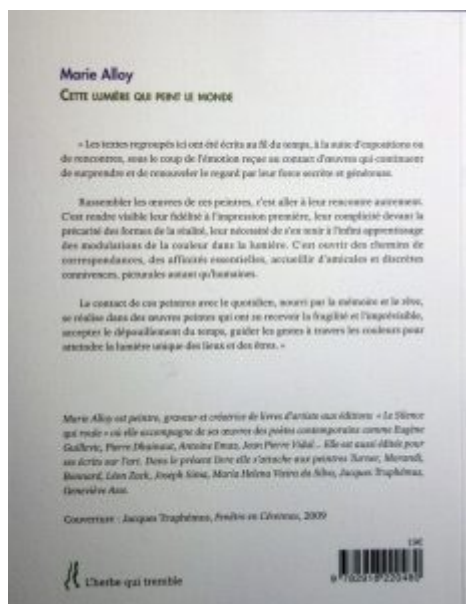 Marie Alloy
CETTE LUMIÈRE QUI PEINT LE MONDE
« Les textes regroupés ici ont été écrits au fil du temps, à la suite d'expositions ou
de rencontres, sous le coup de l'émotion reçue au contact d'œuvres qui continuent
de surprendre et de renouveler le regard par leur force secrète et généreuse.
Rassembler les œuvres de ces peintres, c'est aller à leur rencontre autrement.
C'est rendre visible leur fidélité à l'impression première, leur complicité devant la
précarité des formes de la réalité, leur nécessité de s'en tenir à l'infini apprentissage
des modulations de la couleur dans la lumière. C'est ouvrir des chemins de
correspondances, des affinités essentielles, accueillir d'amicales et discrètes
connivences, picturales autant qu'humaines.
Le contact de ces peintres avec le quotidien, nourri par la mémoire et le rêve,
se réalise dans des œuvres peintes qui ont su recevoir la fragilité et l'imprévisible,
accepter le dépouillement du temps, guider les gestes à travers les couleurs pour
atteindre la lumière unique des lieux et des êtres. »
Marie Alloy est peintre, graveur et créatrice de livres d'artiste aux éditions « Le Silence
qui roule » où elle accompagne de ses œuvres des poètes contemporains comme Eugène
Guillevic, Pierre Dhainaut, Antoine Emaz, Jean Pierre Vidal... Elle est aussi éditée pour
ses écrits sur l'art. Dans le présent livre elle s'attache aux peintres Turner, Morandi,
Bonnard, Léon Zack, Joseph Sima, Maria Helena Vieira da Silva, Jacques Truphémus,
Geneviève Asse.
Couverture : Jacques Truphémus, Fenêtre en Cévennes, 2009
19€
L'herbe qui tremble
9 782918 220480